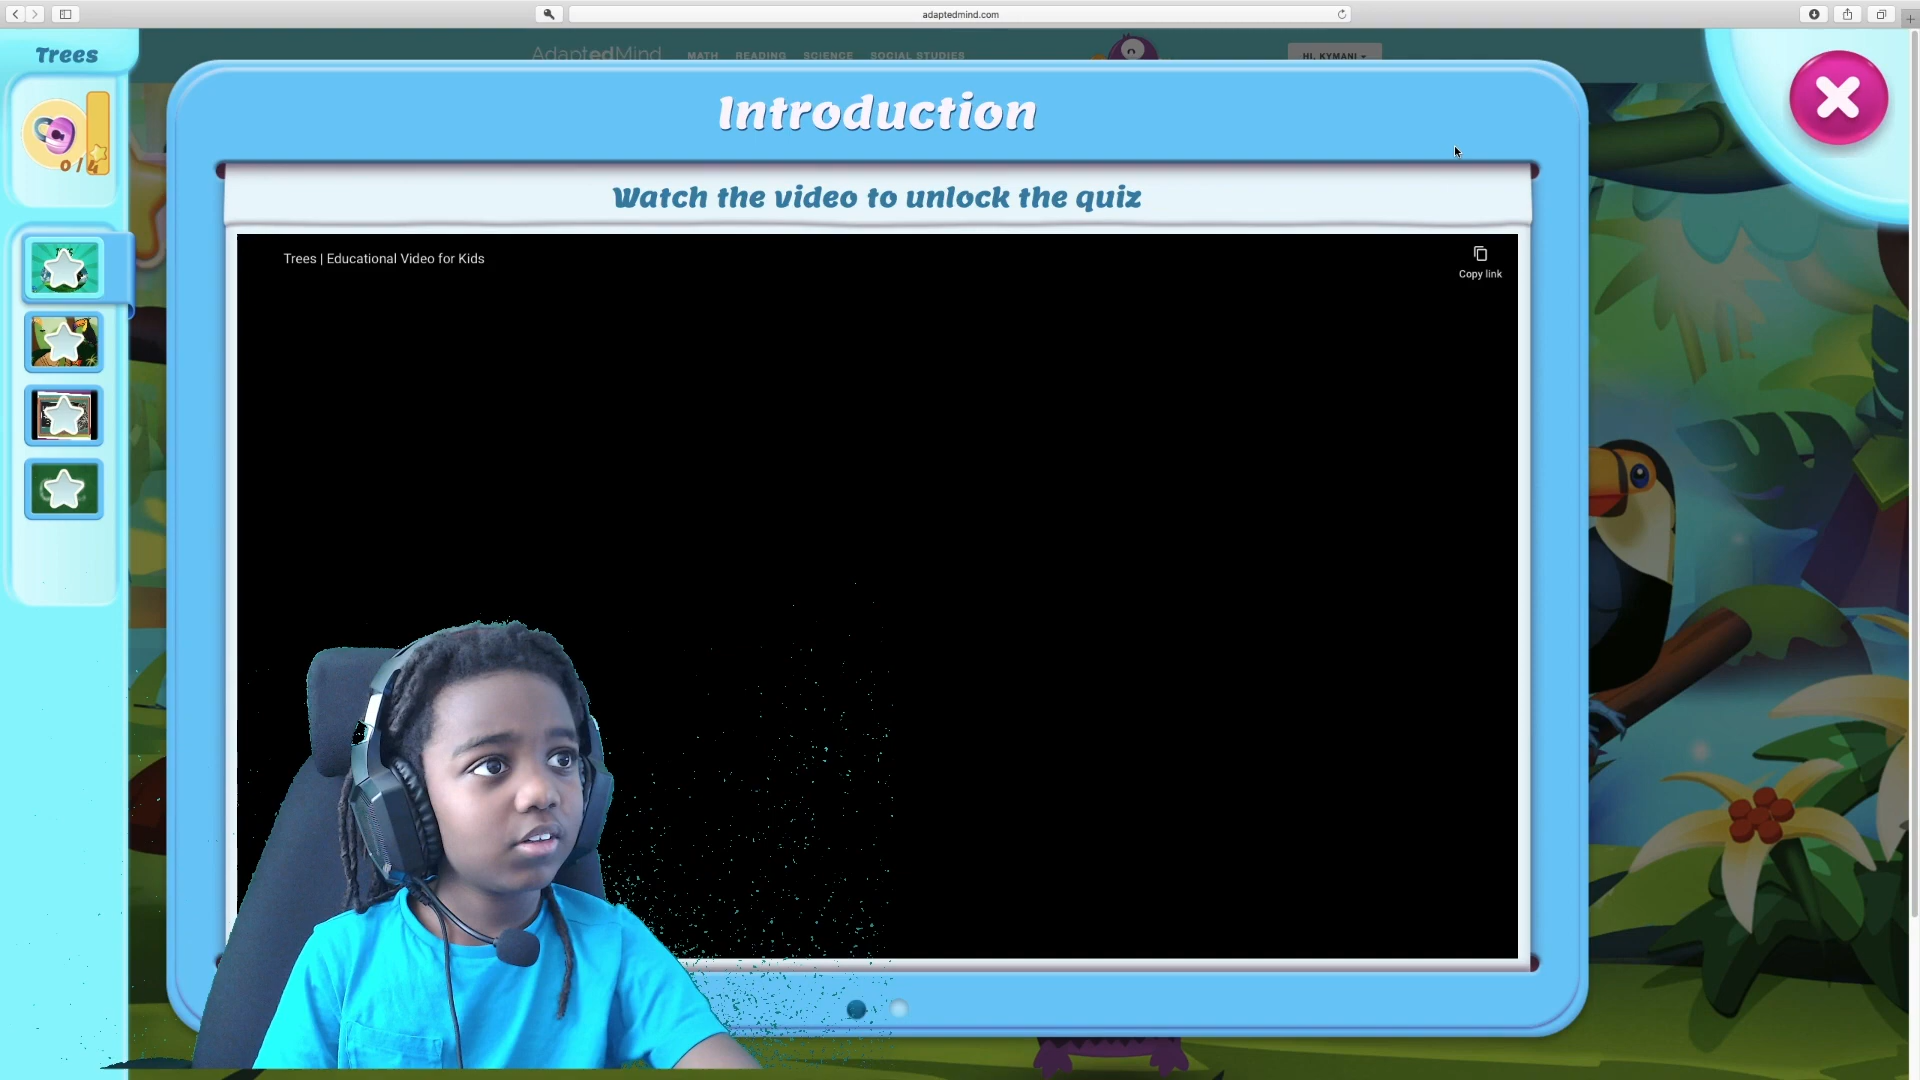 adaptedmind.com
Trees
AdaptedMind MATH READING SCIENCE SOCIAL STUDIES HI, KYMANI
Introduction
0 / 4
Watch the video to unlock the quiz
Trees | Educational Video for Kids
Copy link